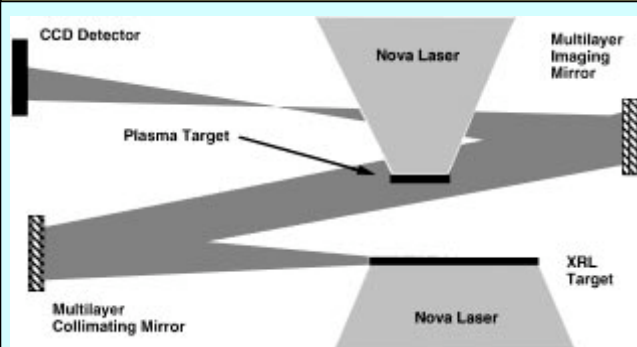 CCD Detector
Nova Laser
Multilayer
Imaging
Mirror
Plasma Target
XRL
Target
Multilayer
Collimating Mirror
Nova Laser